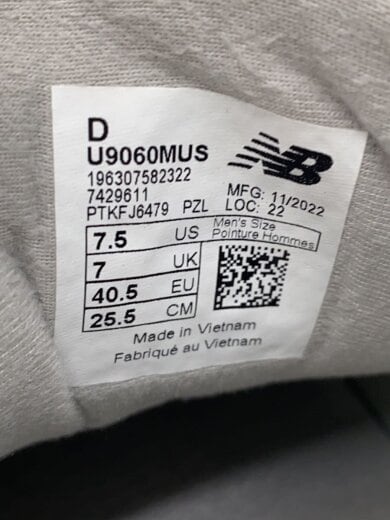 D
U9060MUS
196307582322
7429611
PTKFJ6479 PZL
NB
MFG: 11/2022
LOC: 22
7.5 US
Men's Size
Pointure Hommes
7 UK
40.5 EU
25.5 CM
Made in Vietnam
Fabriqué au Vietnam